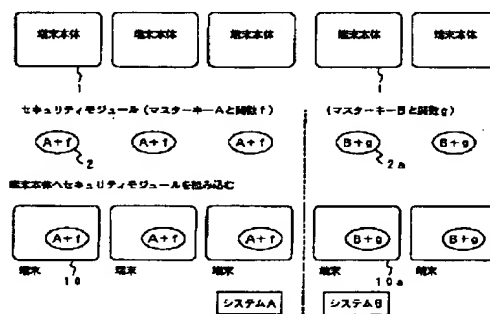 端末本体 端末本体 端末本体 端末本体 端末本体
1 1
セキュリティモジュール(マスターキーAと関数f) (マスターキーBと関数g)
A+f A+f A+f B+g B+g
2 2a
端末本体へセキュリティモジュールを組み込む
A+f A+f A+f B+g B+g
端末 端末 端末 端末 端末
10 10a
システムA システムB